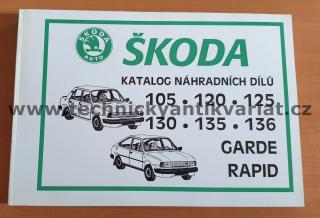 ŠKODA
AUTO
ŠKODA
KATALOG NÁHRADNÍCH DÍLŮ
105 • 120 • 125
www.technickyantikvariat.cz
130 • 135 • 136
GARDE
RAPID